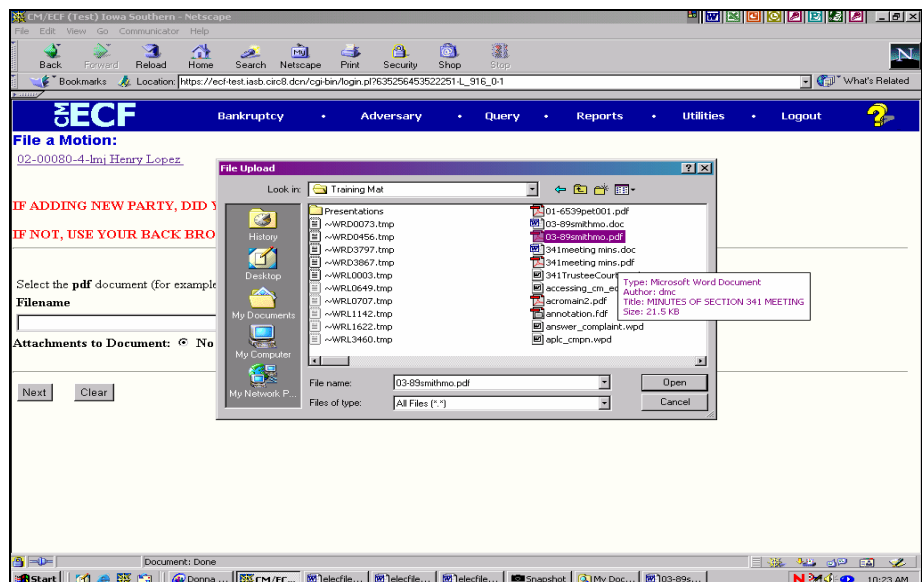 CM/ECF (Test) Iowa Southern - Netscape
File Edit View Go Communicator Help
Back Forward Reload Home Search Netscape Print Security Shop Stop
Bookmarks Location: https://ecf-test.iasb.circ8.dcn/cgi-bin/login.pl?635256453522251-L_916_0-1 What's Related
CM ECF Bankruptcy • Adversary • Query • Reports • Utilities • Logout ?
File a Motion:
02-00080-4-lmj Henry Lopez
IF ADDING NEW PARTY, DID Y
IF NOT, USE YOUR BACK BRO
Select the pdf document (for example
Filename
Attachments to Document: No
Next Clear
File Upload
Look in: Training Mat
History
Desktop
My Documents
My Computer
My Network P...
Presentations
~WRD0073.tmp
~WRD0456.tmp
~WRD3797.tmp
~WRD3867.tmp
~WRL0003.tmp
~WRL0649.tmp
~WRL0707.tmp
~WRL1142.tmp
~WRL1622.tmp
~WRL3460.tmp
01-6539pet001.pdf
03-89smithmo.doc
03-89smithmo.pdf
341meeting mins.doc
341meeting mins.pdf
341TrusteeCourt
accessing_cm_ec
acromain2.pdf
annotation.fdf
answer_complaint.wpd
aplc_cmpn.wpd
Type: Microsoft Word Document
Author: dmc
Title: MINUTES OF SECTION 341 MEETING
Size: 21.5 KB
File name: 03-89smithmo.pdf Open
Files of type: All Files (*.*) Cancel
Document: Done
Start Donna ... CM/EC... elecfile... elecfile... elecfile... Snapshot My Doc... 03-89s... 10:23 AM